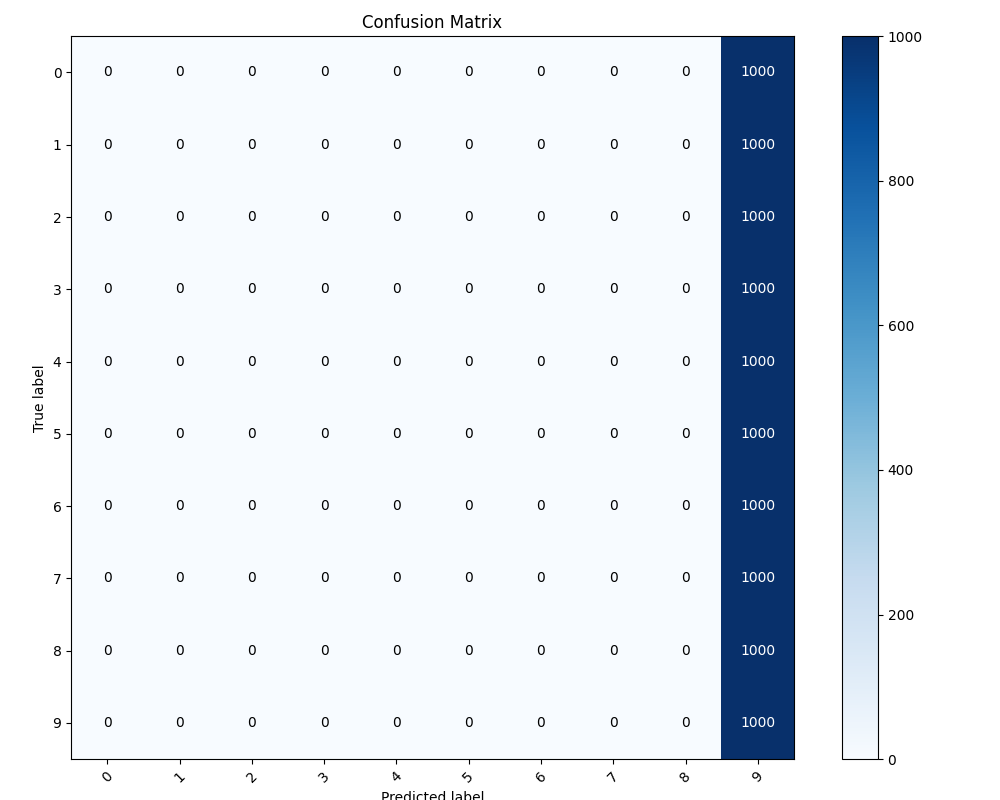 Confusion Matrix
0 0 0 0 0 0 0 0 0 0 1000
1 0 0 0 0 0 0 0 0 0 1000
2 0 0 0 0 0 0 0 0 0 1000
3 0 0 0 0 0 0 0 0 0 1000
4 0 0 0 0 0 0 0 0 0 1000
5 0 0 0 0 0 0 0 0 0 1000
6 0 0 0 0 0 0 0 0 0 1000
7 0 0 0 0 0 0 0 0 0 1000
8 0 0 0 0 0 0 0 0 0 1000
9 0 0 0 0 0 0 0 0 0 1000
True label
0 1 2 3 4 5 6 7 8 9
Predicted label
1000
800
600
400
200
0